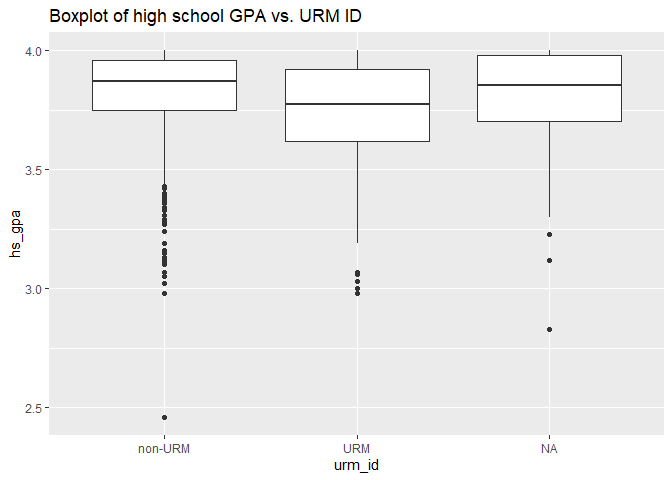 Boxplot of high school GPA vs. URM ID
4.0
3.5
3.0
2.5
hs_gpa
non-URM
URM
NA
urm_id